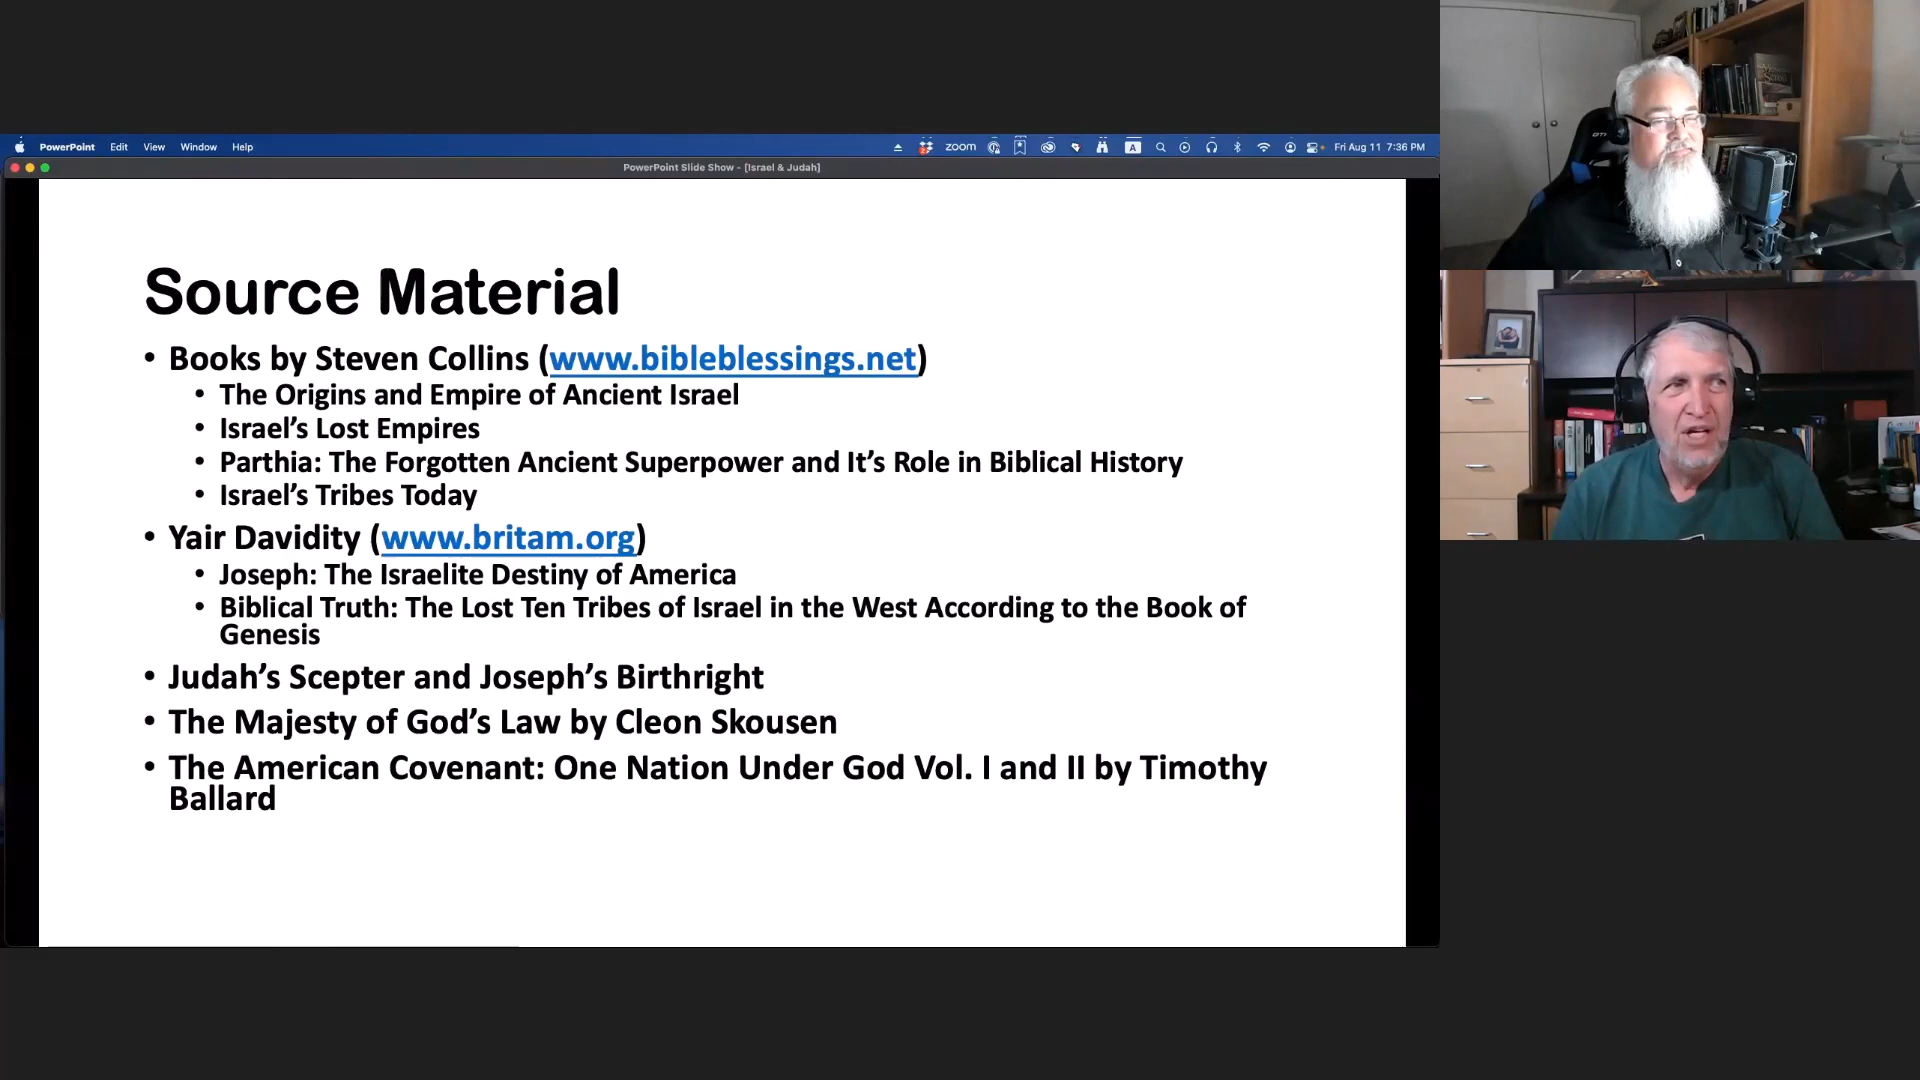 PowerPoint Edit View Window Help zoom A Fri Aug 11 7:36 PM
PowerPoint Slide Show - [Israel & Judah]
Source Material
• Books by Steven Collins (www.bibleblessings.net)
• The Origins and Empire of Ancient Israel
• Israel's Lost Empires
• Parthia: The Forgotten Ancient Superpower and It's Role in Biblical History
• Israel's Tribes Today
• Yair Davidity (www.britam.org)
• Joseph: The Israelite Destiny of America
• Biblical Truth: The Lost Ten Tribes of Israel in the West According to the Book of
Genesis
• Judah's Scepter and Joseph's Birthright
• The Majesty of God's Law by Cleon Skousen
• The American Covenant: One Nation Under God Vol. I and II by Timothy
Ballard